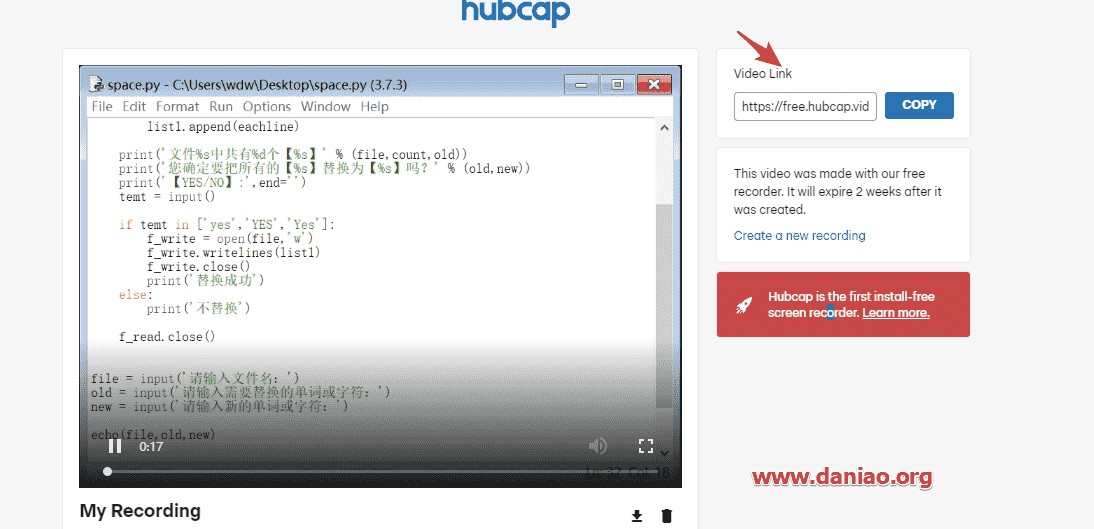 hubcap
space.py - C:\Users\wdw\Desktop\space.py (3.7.3)
File Edit Format Run Options Window Help
list1.append(eachline)
print('文件%s中共有%d个【%s】' % (file,count,old))
print('您确定要把所有的【%s】替换为【%s】吗？' % (old,new))
print('【YES/NO】:',end='')
temt = input()
if temt in ['yes','YES','Yes']:
f_write = open(file,'w')
f_write.writelines(list1)
f_write.close()
print('替换成功')
else:
print('不替换')
f_read.close()
file = input('请输入文件名：')
old = input('请输入需要替换的单词或字符：')
new = input('请输入新的单词或字符：')
echo(file,old,new)
0:17
Ln: 32 Col: 18
My Recording
Video Link
https://free.hubcap.vid
COPY
This video was made with our free
recorder. It will expire 2 weeks after it
was created.
Create a new recording
Hubcap is the first install-free
screen recorder. Learn more.
www.daniao.org